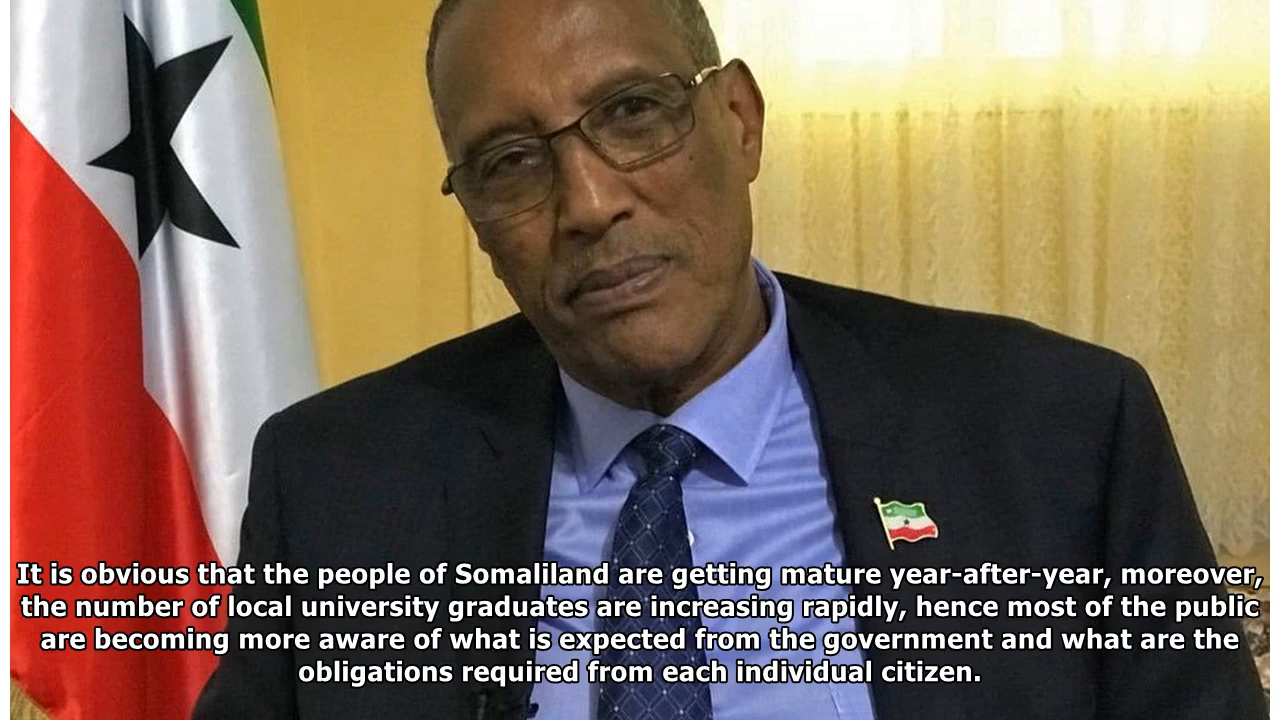 It is obvious that the people of Somaliland are getting mature year-after-year, moreover,
the number of local university graduates are increasing rapidly, hence most of the public
are becoming more aware of what is expected from the government and what are the
obligations required from each individual citizen.